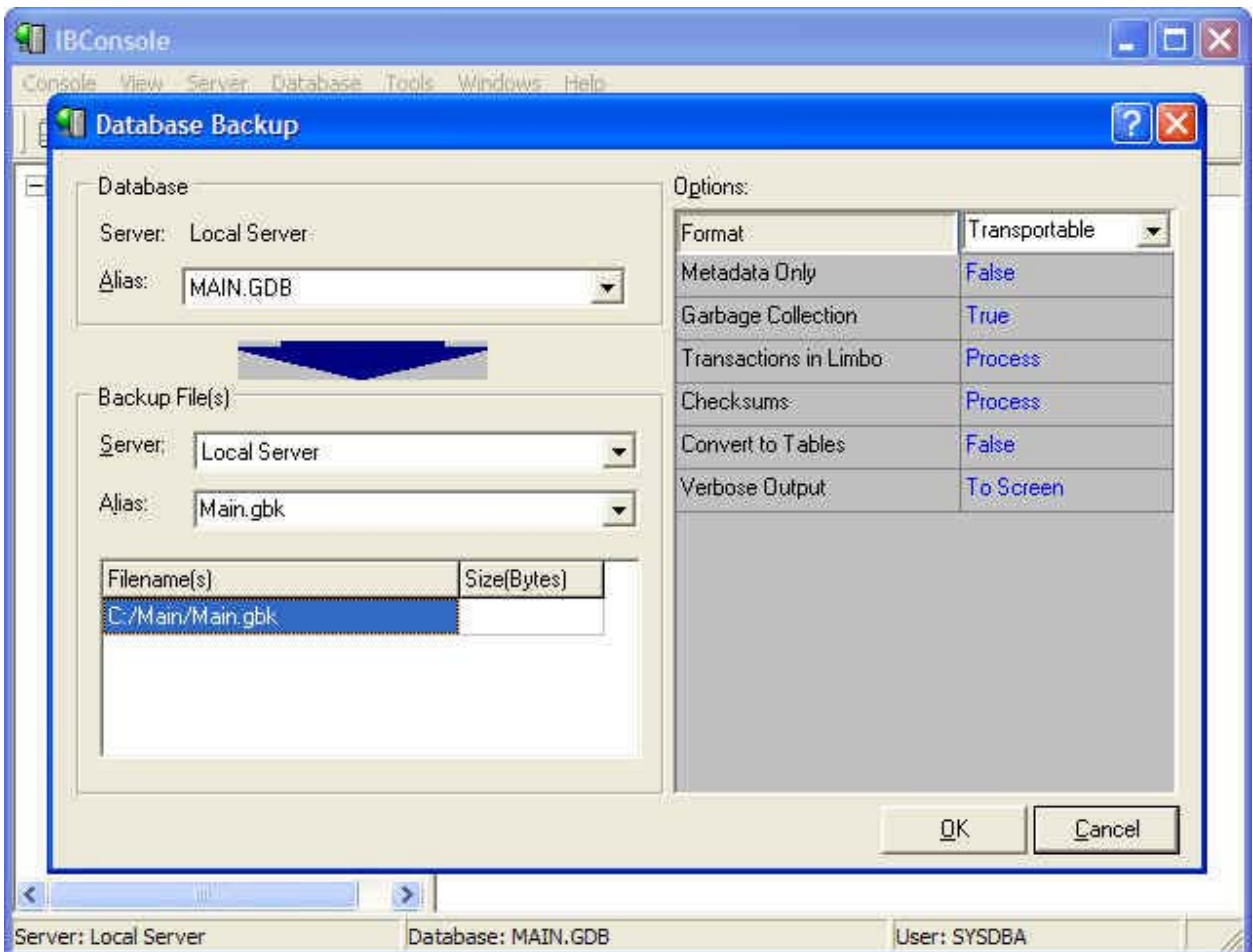 IBConsole
Console View Server Database Tools Windows Help
Database Backup
Database
Server: Local Server
Alias: MAIN.GDB
Backup File(s)
Server: Local Server
Alias: Main.gbk
Filename(s) Size(Bytes)
C:/Main/Main.gbk
Options:
Format Transportable
Metadata Only False
Garbage Collection True
Transactions in Limbo Process
Checksums Process
Convert to Tables False
Verbose Output To Screen
OK Cancel
Server: Local Server Database: MAIN.GDB User: SYSDBA